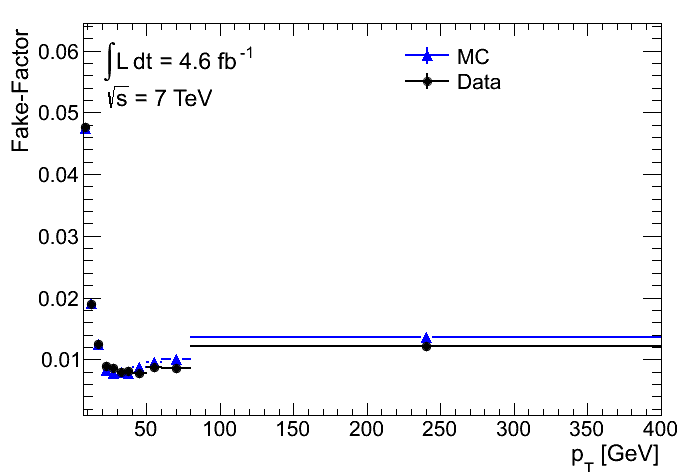 Fake-Factor
0.06
0.05
0.04
0.03
0.02
0.01
∫L dt = 4.6 fb⁻¹
√s = 7 TeV
MC
Data
50 100 150 200 250 300 350 400
p_T [GeV]